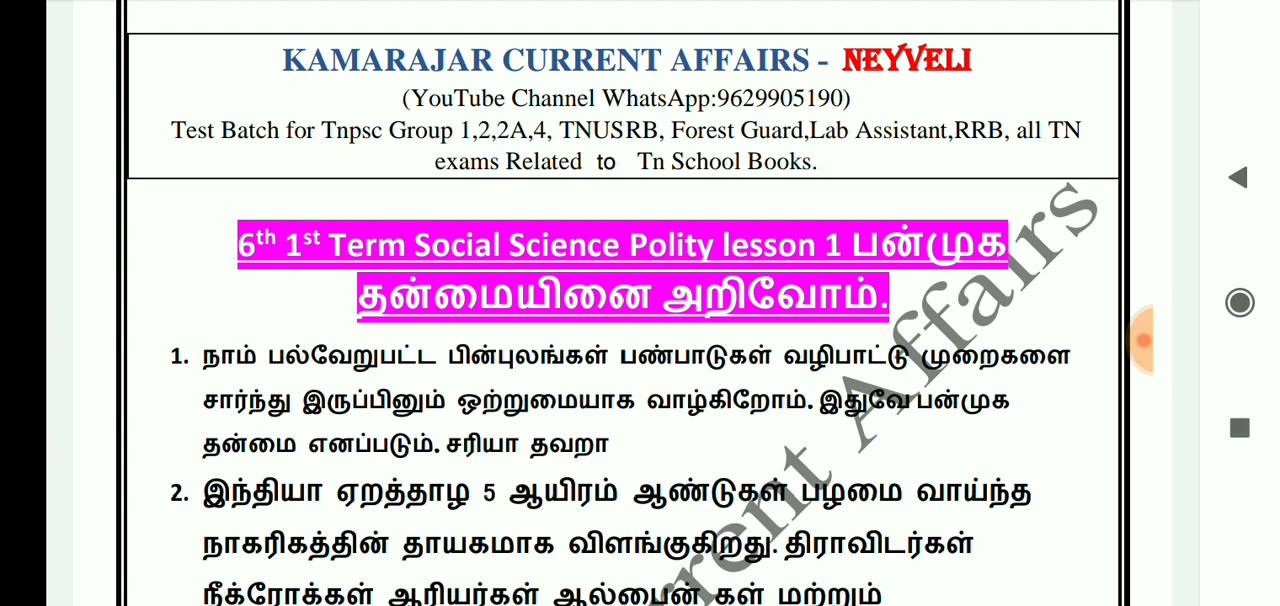 KAMARAJAR CURRENT AFFAIRS - NEYVELI
(YouTube Channel WhatsApp:9629905190)
Test Batch for Tnpsc Group 1,2,2A,4, TNUSRB, Forest Guard,Lab Assistant,RRB, all TN
exams Related to Tn School Books.
6th 1st Term Social Science Polity lesson 1 பன்முக
தன்மையினை அறிவோம்.
1. நாம் பல்வேறுபட்ட பின்புலங்கள் பண்பாடுகள் வழிபாட்டு முறைகளை
சார்ந்து இருப்பினும் ஒற்றுமையாக வாழ்கிறோம். இதுவே பன்முக
தன்மை எனப்படும். சரியா தவறா
2. இந்தியா ஏறத்தாழ 5 ஆயிரம் ஆண்டுகள் பழமை வாய்ந்த
நாகரிகத்தின் தாயகமாக விளங்குகிறது. திராவிடர்கள்
நீக்ரோக்கள் ஆரியர்கள் ஆல்பைன் கள் மற்றும்
Affairs